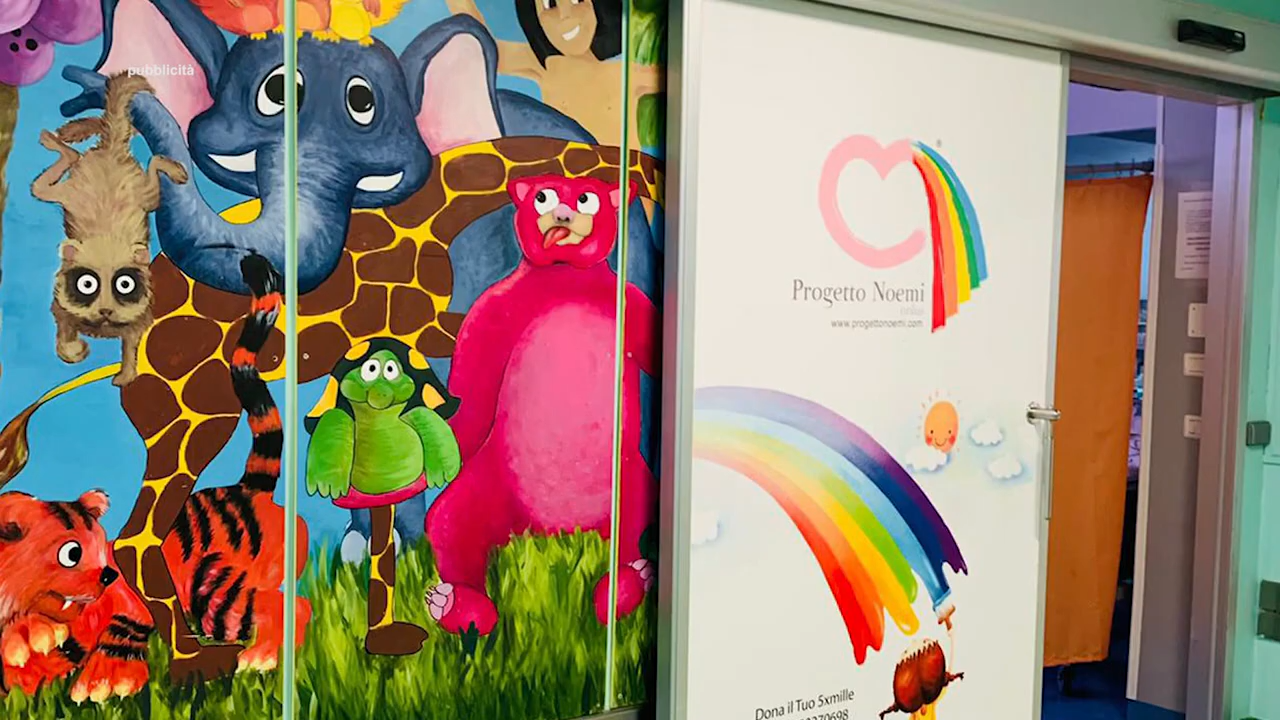 pubblicità
Progetto Noemi
www.progettonoemi.com
Dona il Tuo 5xmille